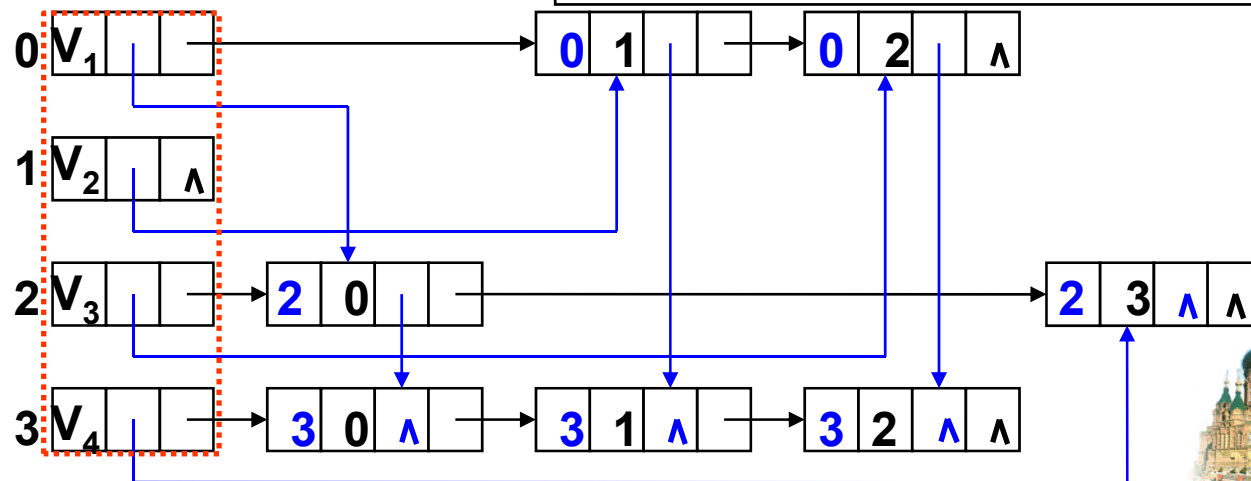 0 V₁ 0 1 0 2 ∧
1 V₂ ∧
2 V₃ 2 0 2 3 ∧ ∧
3 V₄ 3 0 ∧ 3 1 ∧ 3 2 ∧ ∧